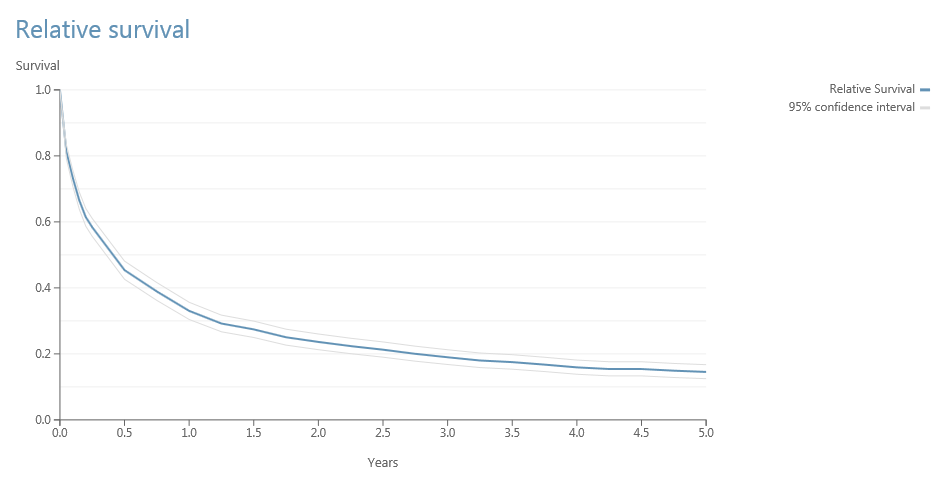 Relative survival
Survival
Relative Survival
95% confidence interval
1.0
0.8
0.6
0.4
0.2
0.0
0.0 0.5 1.0 1.5 2.0 2.5 3.0 3.5 4.0 4.5 5.0
Years